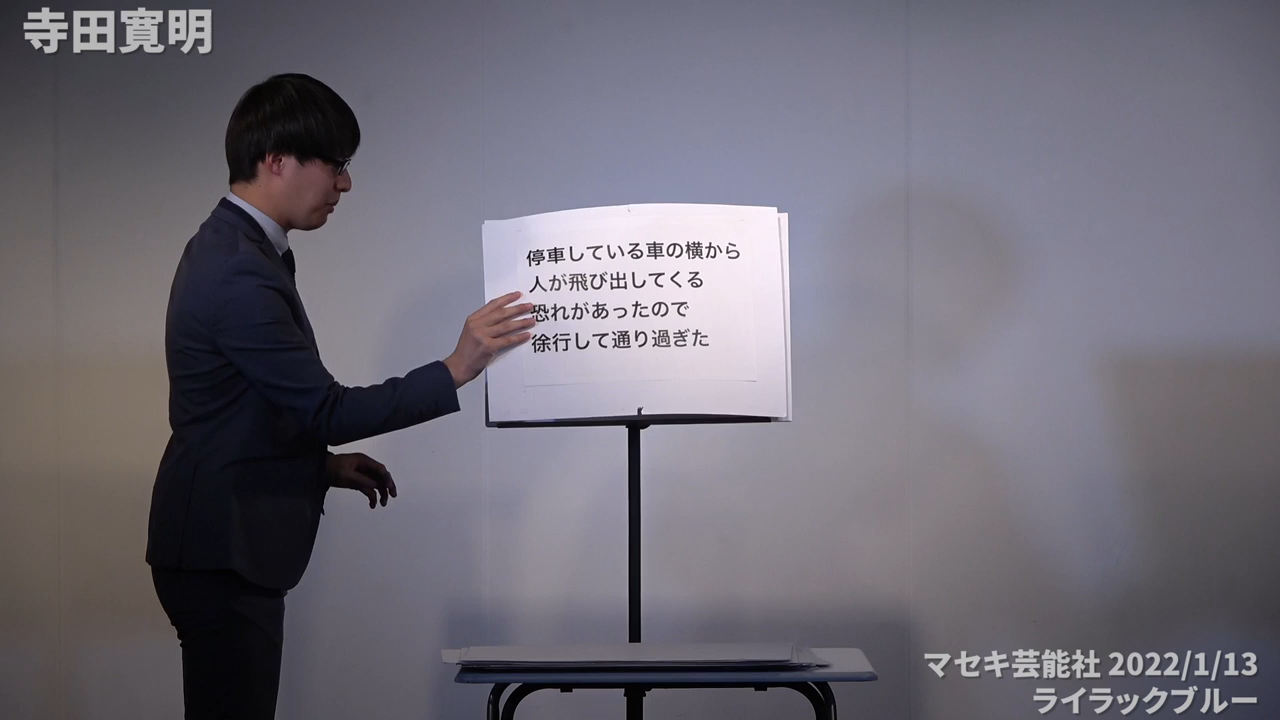 寺田寛明
停車している車の横から
人が飛び出してくる
恐れがあったので
徐行して通り過ぎた
マセキ芸能社 2022/1/13
ライラックブルー